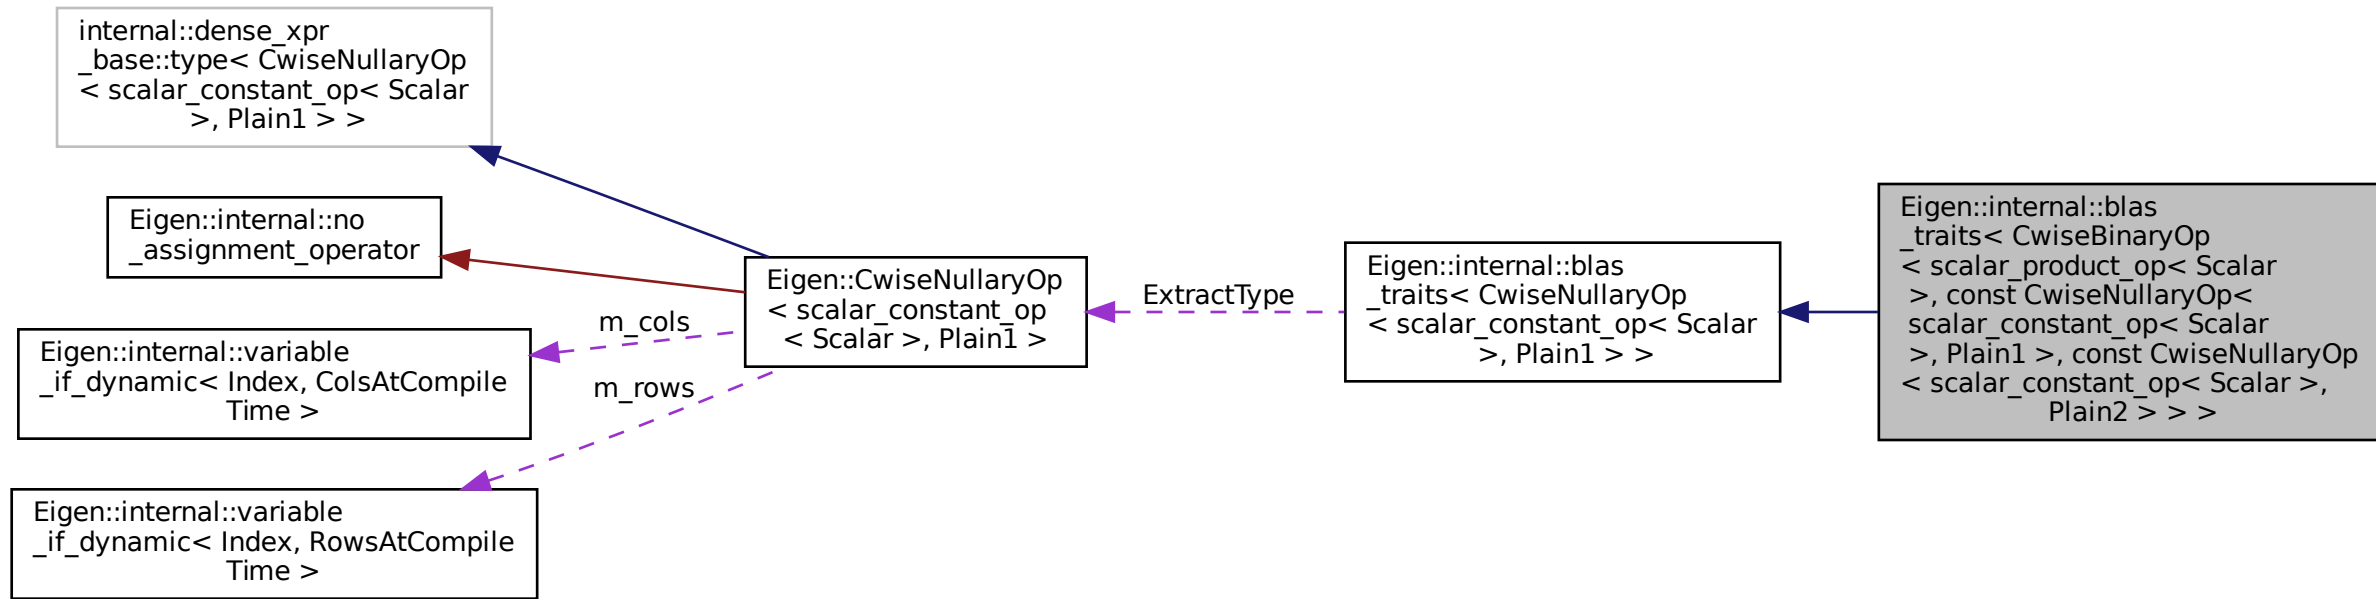 internal::dense_xpr
_base::type< CwiseNullaryOp
< scalar_constant_op< Scalar
>, Plain1 > >
Eigen::internal::no
_assignment_operator
Eigen::internal::variable
_if_dynamic< Index, ColsAtCompile
Time >
Eigen::internal::variable
_if_dynamic< Index, RowsAtCompile
Time >
m_cols
m_rows
Eigen::CwiseNullaryOp
< scalar_constant_op
< Scalar >, Plain1 >
ExtractType
Eigen::internal::blas
_traits< CwiseNullaryOp
< scalar_constant_op< Scalar
>, Plain1 > >
Eigen::internal::blas
_traits< CwiseBinaryOp
< scalar_product_op< Scalar
>, const CwiseNullaryOp<
scalar_constant_op< Scalar
>, Plain1 >, const CwiseNullaryOp
< scalar_constant_op< Scalar >,
Plain2 > > >